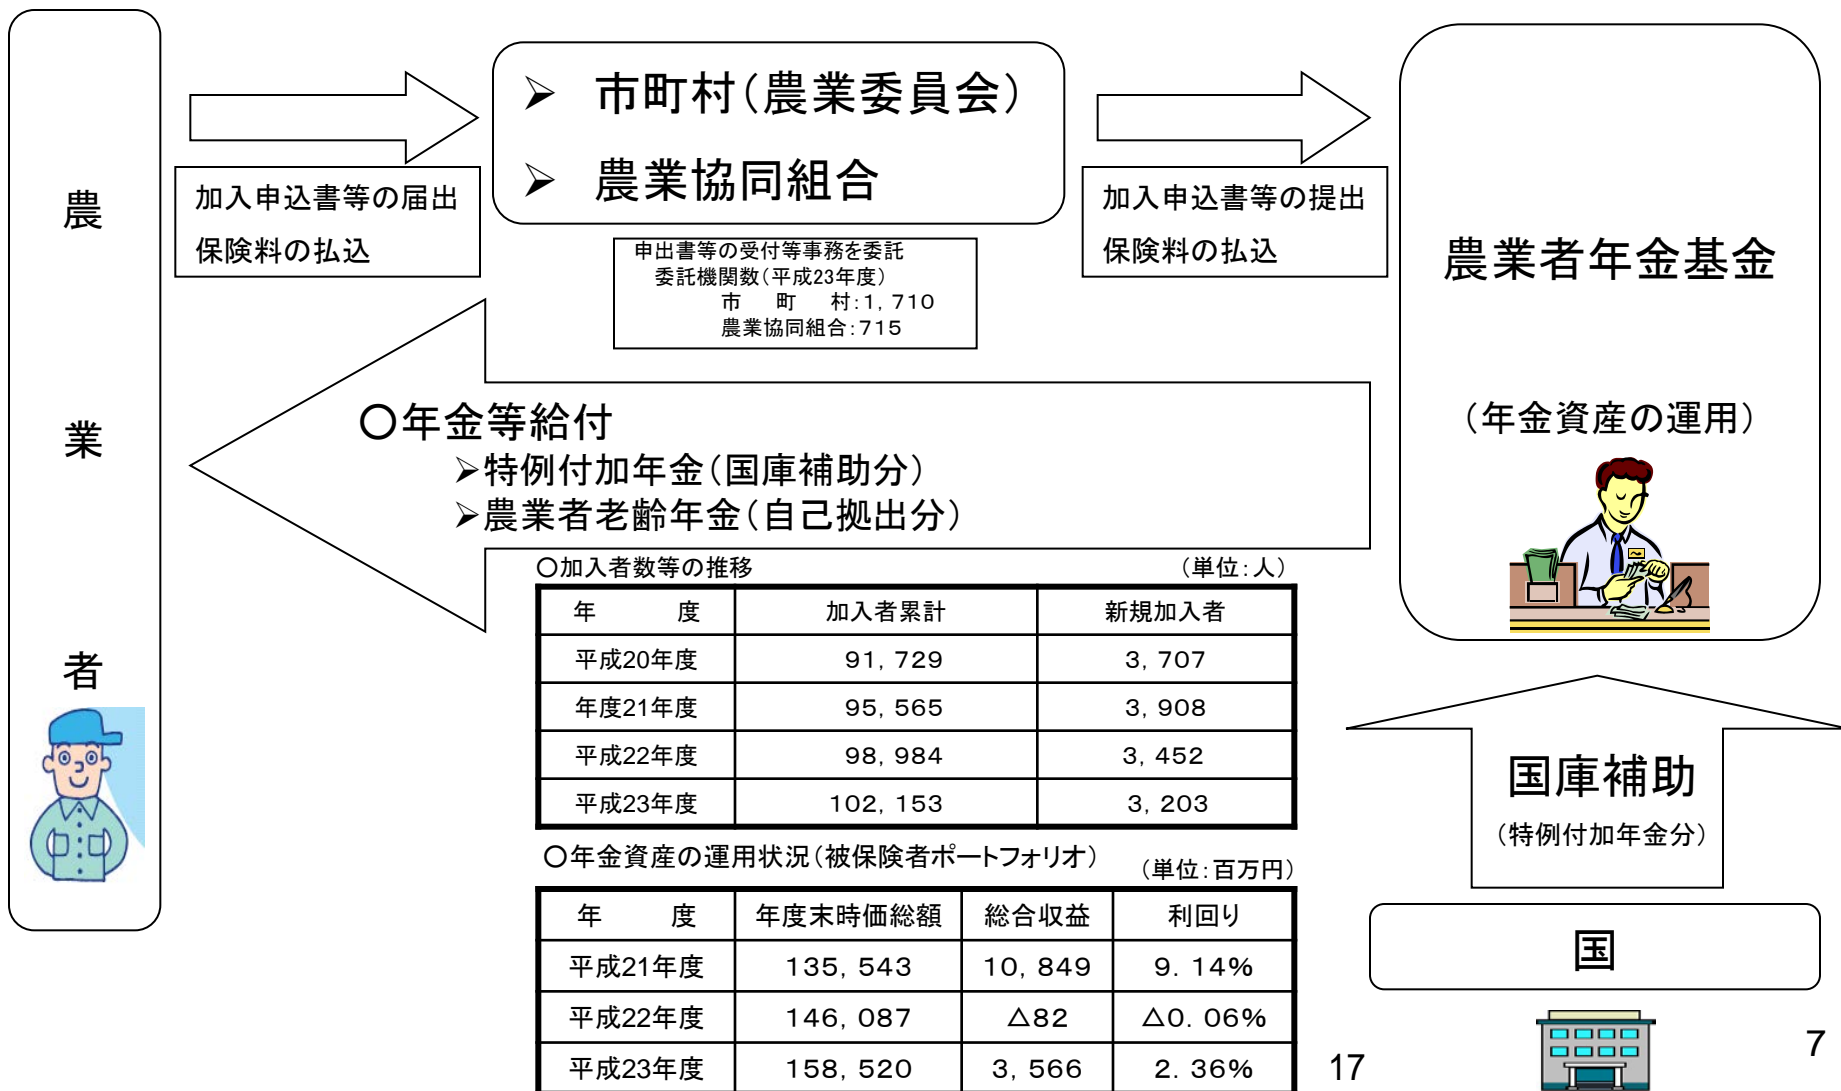 農業者
➢ 市町村(農業委員会)
➢ 農業協同組合
加入申込書等の届出
保険料の払込
加入申込書等の提出
保険料の払込
申出書等の受付等事務を委託
委託機関数(平成23年度)
市 町 村:1,710
農業協同組合:715
農業者年金基金
(年金資産の運用)
○年金等給付
➢特例付加年金(国庫補助分)
➢農業者老齢年金(自己拠出分)
○加入者数等の推移 (単位:人)
年 度 加入者累計 新規加入者
平成20年度 91,729 3,707
年度21年度 95,565 3,908
平成22年度 98,984 3,452
平成23年度 102,153 3,203
○年金資産の運用状況(被保険者ポートフォリオ) (単位:百万円)
年 度 年度末時価総額 総合収益 利回り
平成21年度 135,543 10,849 9.14%
平成22年度 146,087 △82 △0.06%
平成23年度 158,520 3,566 2.36%
国庫補助
(特例付加年金分)
国
17
7